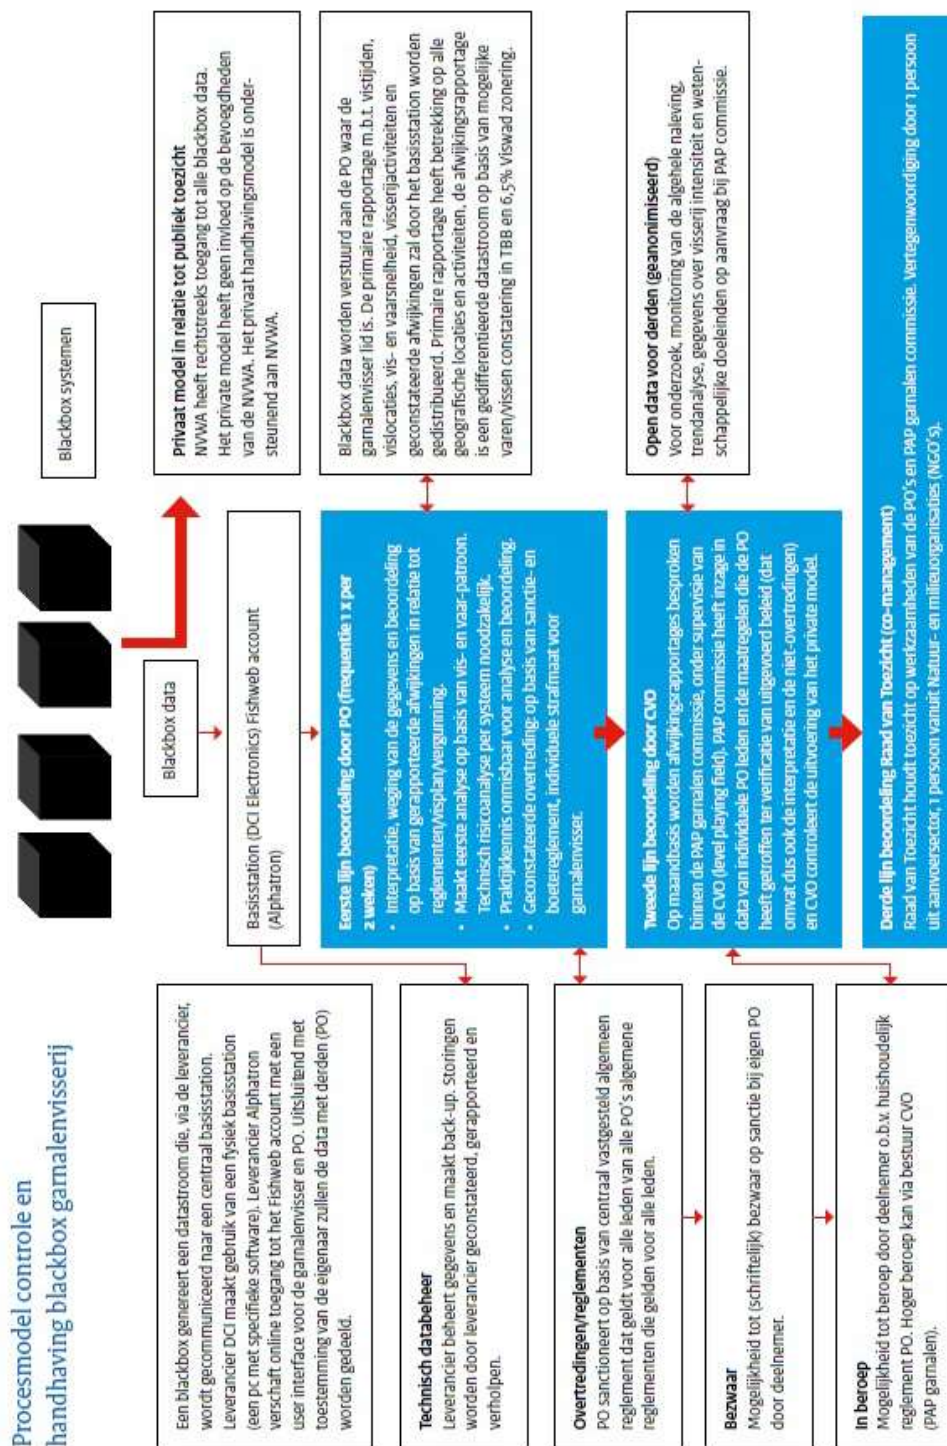 Procesmodel controle en
handhaving blackbox garnalenvisserij
Blackbox systemen
Blackbox data
Basisstation (DCI Electronics) Fishweb account
(Alphatron)
Een blackbox genereert een datastroom die, via de leverancier,
wordt gecommuniceerd naar een centraal basisstation.
Leverancier DCI maakt gebruik van een fysiek basisstation
(een pc met specifieke software). Leverancier Alphatron
verschaft online toegang tot het Fishweb account met een
user interface voor de garnalenvisser en PO. Uitsluitend met
toestemming van de eigenaar zullen de data met derden (PO)
worden gedeeld.
Privaat model in relatie tot publiek toezicht
NVWA heeft rechtstreeks toegang tot alle blackbox data.
Het private model heeft geen invloed op de bevoegdheden
van de NVWA. Het privaat handhavingsmodel is onder-
steunend aan NVWA.
Technisch databeheer
Leverancier beheert gegevens en maakt back-up. Storingen
worden door leverancier geconstateerd, gerapporteerd en
verholpen.
Eerste lijn beoordeling door PO (frequentie 1 x per
2 weken)
• Interpretatie, weging van de gegevens en beoordeling
op basis van gerapporteerde afwijkingen in relatie tot
reglementen/visplan/vergunning.
• Maakt eerste analyse op basis van vis- en vaar-patroon.
Technisch risicoanalyse per systeem noodzakelijk.
• Praktijkkennis onmisbaar voor analyse en beoordeling.
• Geconstateerde overtreding: op basis van sanctie- en
boetereglement, individuele strafmaat voor
garnalenvisser.
Blackbox data worden verstuurd aan de PO waar de
garnalenvisser lid is. De primaire rapportage m.b.t. vistijden,
vislocaties, vis- en vaarsnelheid, visserijactiviteiten en
geconstateerde afwijkingen zal door het basisstation worden
gedistribueerd. Primaire rapportage heeft betrekking op alle
geografische locaties en activiteiten, de afwijkingsrapportage
is een gedifferentieerde datastroom op basis van mogelijke
varen/vissen constatering in TBB en 6,5% Viswad zonering.
Overtredingen/reglementen
PO sanctioneert op basis van centraal vastgesteld algemeen
reglement dat geldt voor alle leden van alle PO's algemene
reglementen die gelden voor alle leden.
Tweede lijn beoordeling door CVO
Op maandbasis worden afwijkingsrapportages besproken
binnen de PAP garnalen commissie, onder supervisie van
de CVO (level playing field). PAP commissie heeft inzage in
data van individuele PO leden en de maatregelen die de PO
heeft getroffen ter verificatie van uitgevoerd beleid (dat
omvat dus ook de interpretatie en de niet-overtredingen)
en CVO controleert de uitvoering van het private model.
Open data voor derden (geanonimiseerd)
Voor onderzoek, monitoring van de algehele naleving,
trendanalyse, gegevens over visserij intensiteit en weten-
schappelijke doeleinden op aanvraag bij PAP commissie.
Bezwaar
Mogelijkheid tot (schriftelijk) bezwaar op sanctie bij eigen PO
door deelnemer.
In beroep
Mogelijkheid tot beroep door deelnemer o.b.v. huishoudelijk
reglement PO. Hoger beroep kan via bestuur CVO
(PAP garnalen).
Derde lijn beoordeling Raad van Toezicht (co-management)
Raad van Toezicht houdt toezicht op werkzaamheden van de PO's en PAP garnalen commissie. Vertegenwoordiging door 1 persoon
uit aanvoersector, 1 persoon vanuit Natuur- en milieuorganisaties (NGO's).